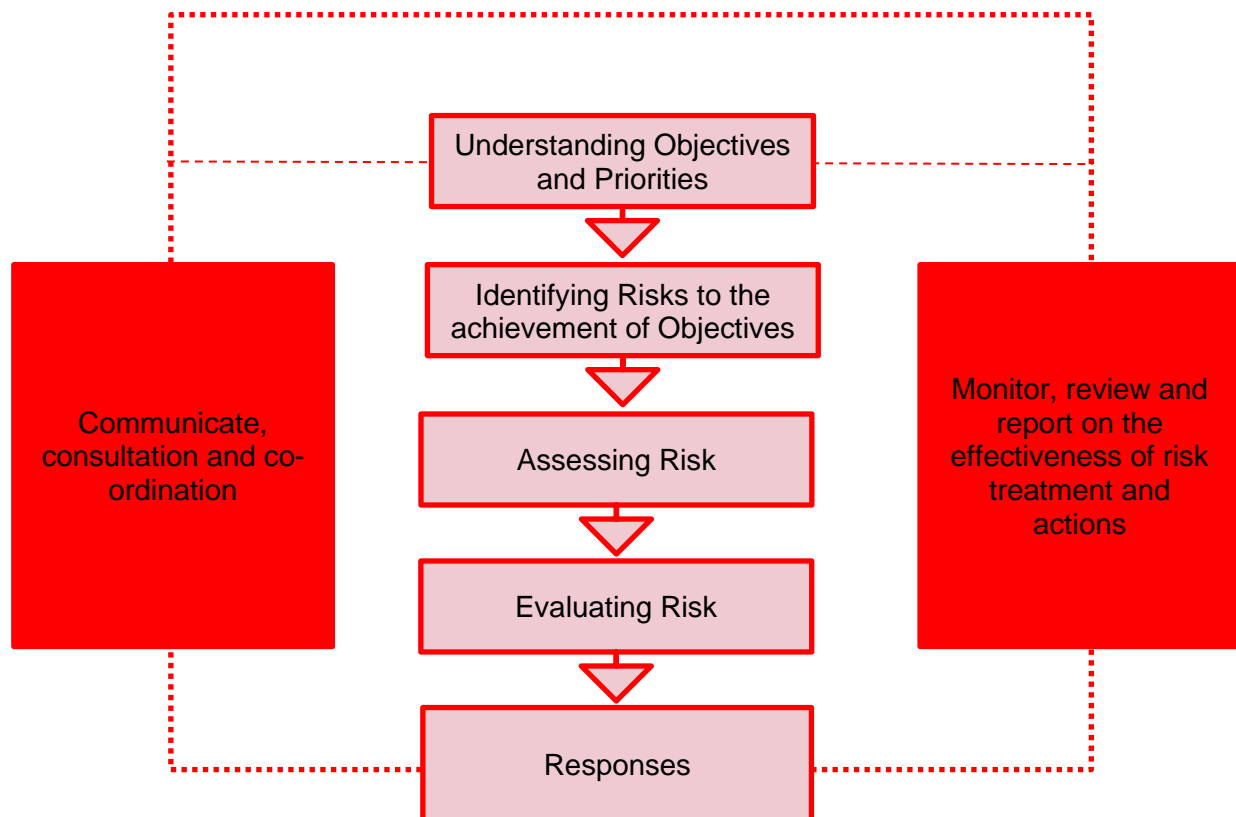 Understanding Objectives
and Priorities
Identifying Risks to the
achievement of Objectives
Communicate,
consultation and co-
ordination
Monitor, review and
report on the
effectiveness of risk
treatment and
actions
Assessing Risk
Evaluating Risk
Responses